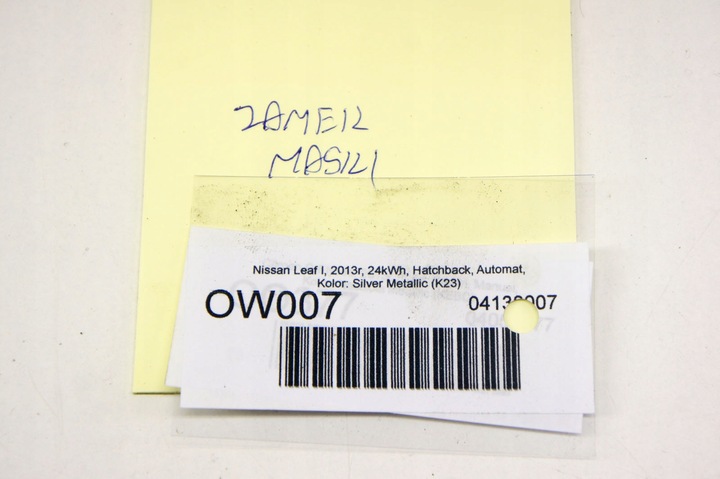 ZAMEK
MASKI
Nissan Leaf I, 2013r, 24kWh, Hatchback, Automat,
Kolor: Silver Metallic (K23)
OW007